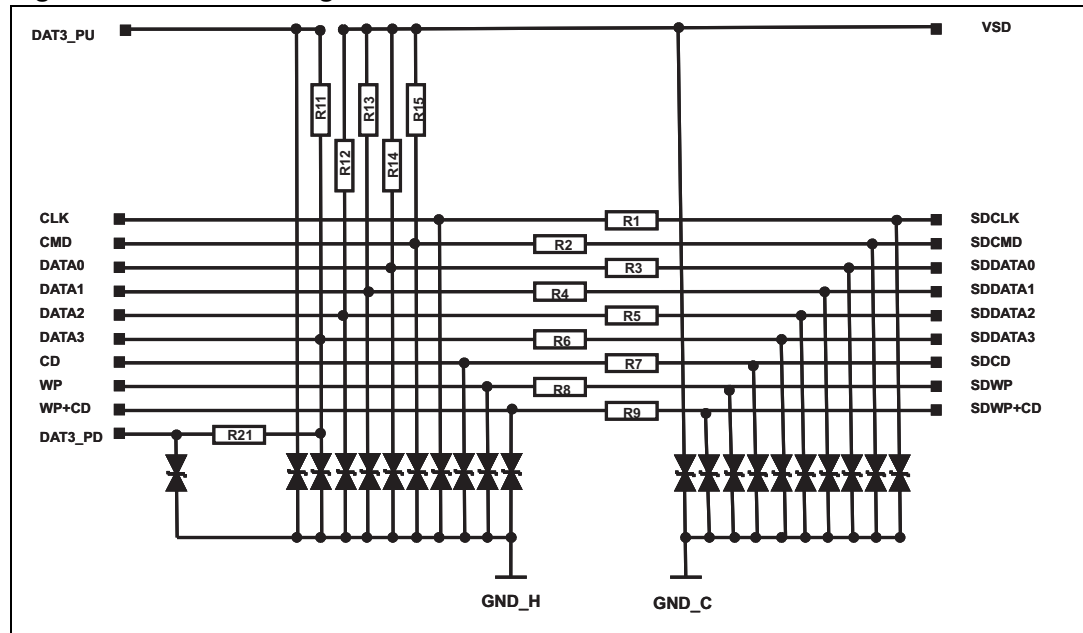 DAT3_PU VSD
R11 R13 R15
R12 R14
CLK R1 SDCLK
CMD R2 SDCMD
DATA0 R3 SDDATA0
DATA1 R4 SDDATA1
DATA2 R5 SDDATA2
DATA3 R6 SDDATA3
CD R7 SDCD
WP R8 SDWP
WP+CD R9 SDWP+CD
DAT3_PD R21
GND_H GND_C